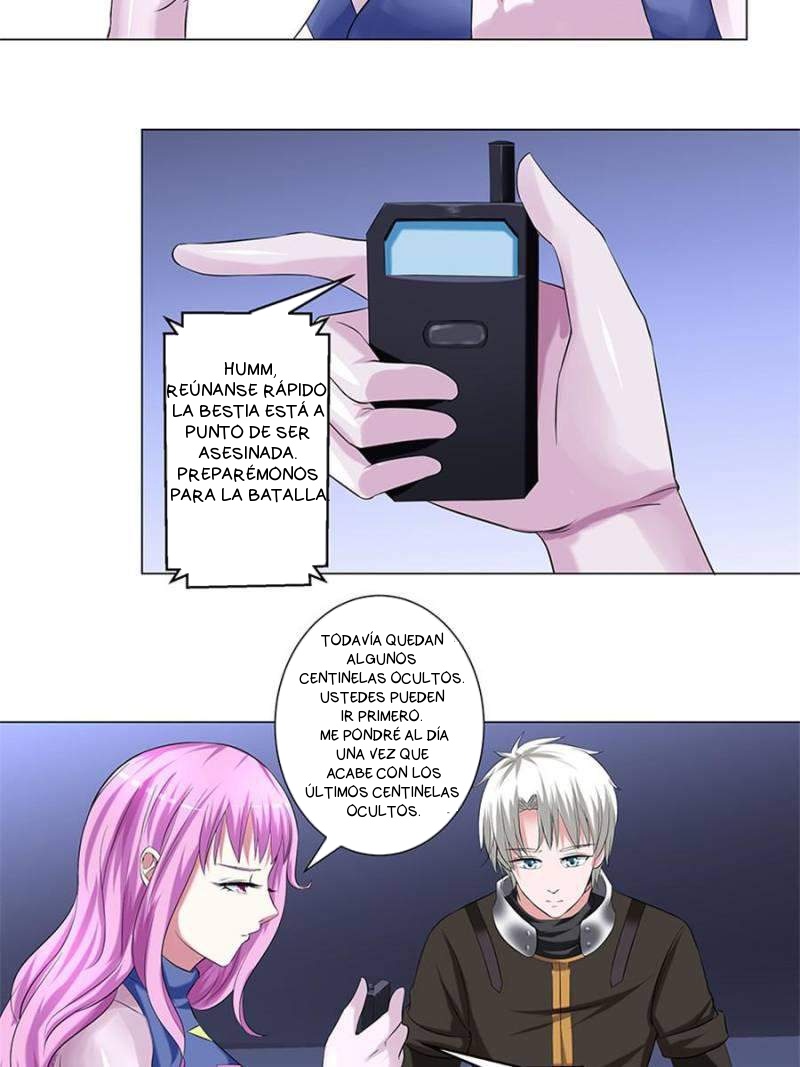 HUMM,
REÚNANSE RÁPIDO
LA BESTIA ESTÁ A
PUNTO DE SER
ASESINADA.
PREPARÉMONOS
PARA LA BATALLA
TODAVÍA QUEDAN
ALGUNOS
CENTINELAS OCULTOS.
USTEDES PUEDEN
IR PRIMERO.
ME PONDRÉ AL DÍA
UNA VEZ QUE
ACABE CON LOS
ÚLTIMOS CENTINELAS
OCULTOS.